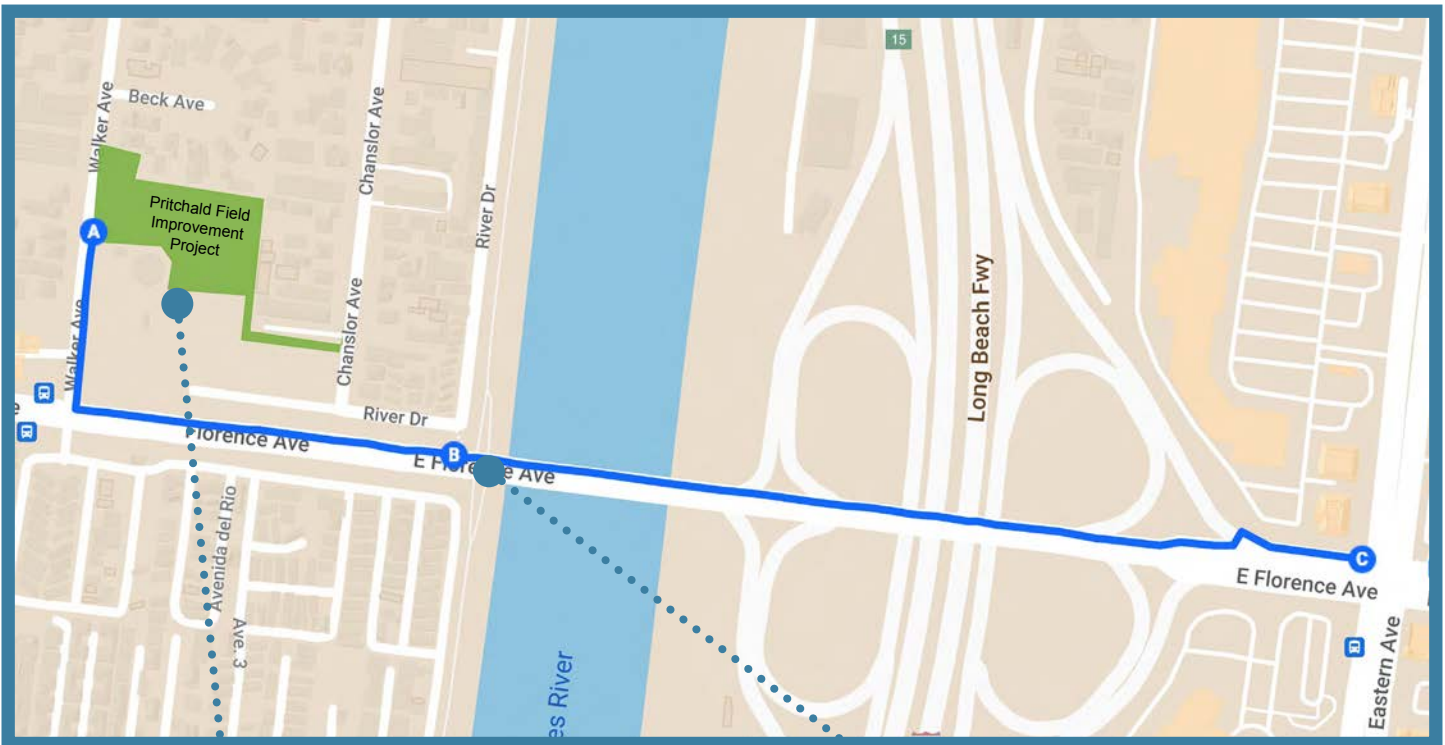 15
Beck Ave
Walker Ave
Chanslor Ave
Pritchald Field
Improvement
Project
River Dr
A
Long Beach Fwy
Walker Ave
Chanslor Ave
River Dr
Florence Ave
B
E Florence Ave
C
E Florence Ave
Avenida del Rio
Ave. 3
es River
Eastern Ave